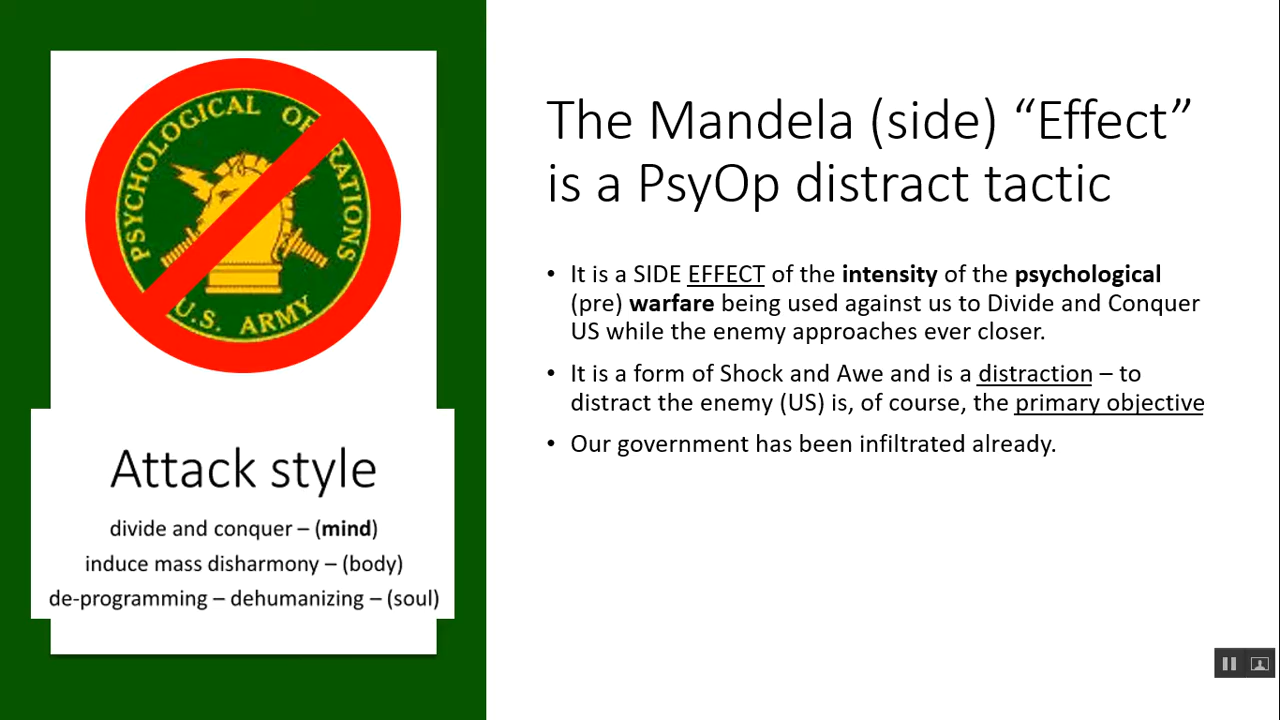 PSYCHOLOGICAL OPERATIONS
U.S. ARMY
Attack style
divide and conquer – (mind)
induce mass disharmony – (body)
de-programming – dehumanizing – (soul)
The Mandela (side) “Effect”
is a PsyOp distract tactic
• It is a SIDE EFFECT of the intensity of the psychological
(pre) warfare being used against us to Divide and Conquer
US while the enemy approaches ever closer.
• It is a form of Shock and Awe and is a distraction – to
distract the enemy (US) is, of course, the primary objective
• Our government has been infiltrated already.